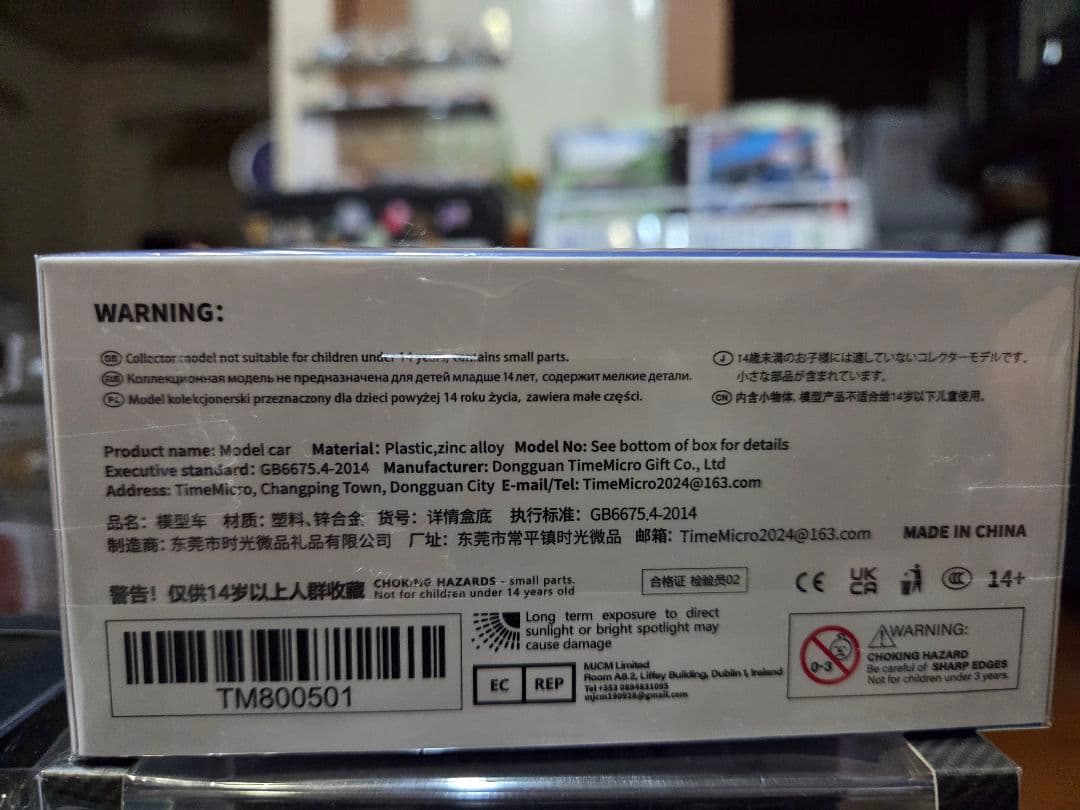 WARNING:
GB Collector model not suitable for children under 14 years, contains small parts.
RUS Коллекционная модель не предназначена для детей младше 14 лет, содержит мелкие детали.
PL Model kolekcjonerski przeznaczony dla dzieci powyżej 14 roku życia, zawiera małe części.
J 14歳未満のお子様には適していないコレクターモデルです。
小さな部品が含まれています。
CN 内含小物体，模型产品不适合给14岁以下儿童使用。
Product name: Model car Material: Plastic,zinc alloy Model No: See bottom of box for details
Executive standard: GB6675.4-2014 Manufacturer: Dongguan TimeMicro Gift Co., Ltd
Address: TimeMicro, Changping Town, Dongguan City E-mail/Tel: TimeMicro2024@163.com
品名：模型车 材质：塑料、锌合金 货号：详情盒底 执行标准：GB6675.4-2014
制造商：东莞市时光微品礼品有限公司 厂址：东莞市常平镇时光微品 邮箱：TimeMicro2024@163.com
MADE IN CHINA
警告！仅供14岁以上人群收藏
CHOKING HAZARDS - small parts.
Not for children under 14 years old
合格证 检验员02
CE UK CA CCC 14+
TM800501
Long term exposure to direct
sunlight or bright spotlight may
cause damage
EC REP
MJCM Limited
Room A8.2, Liffey Building, Dublin 1, Ireland
Tel +353 0894831095
mjcm190928@gmail.com
0-3
WARNING:
CHOKING HAZARD
Be careful of SHARP EDGES
Not for children under 3 years.